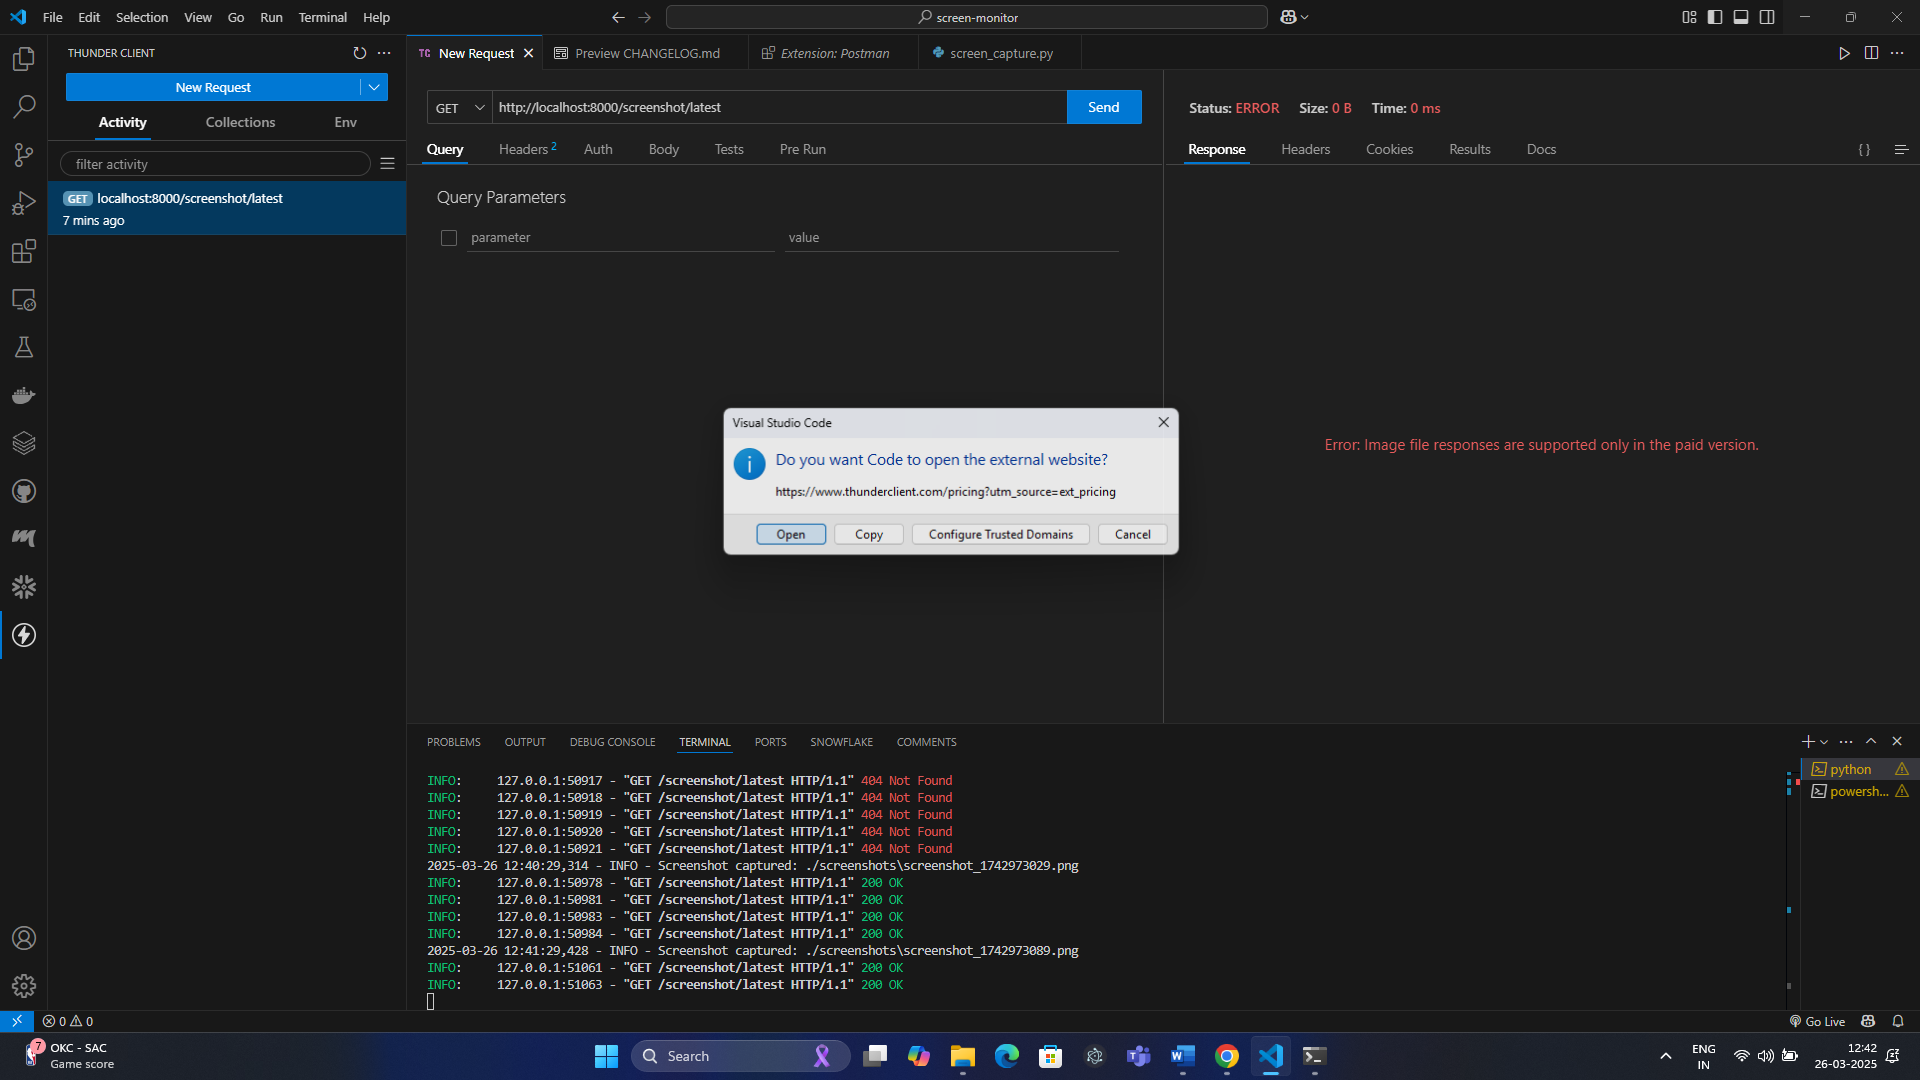 File Edit Selection View Go Run Terminal Help
screen-monitor
THUNDER CLIENT
New Request
Activity Collections Env
filter activity
GET localhost:8000/screenshot/latest
7 mins ago
TC New Request
Preview CHANGELOG.md
Extension: Postman
screen_capture.py
GET http://localhost:8000/screenshot/latest Send
Query Headers 2 Auth Body Tests Pre Run
Query Parameters
parameter value
Status: ERROR Size: 0 B Time: 0 ms
Response Headers Cookies Results Docs
{ }
Error: Image file responses are supported only in the paid version.
Visual Studio Code
Do you want Code to open the external website?
https://www.thunderclient.com/pricing?utm_source=ext_pricing
Open Copy Configure Trusted Domains Cancel
PROBLEMS OUTPUT DEBUG CONSOLE TERMINAL PORTS SNOWFLAKE COMMENTS
INFO: 127.0.0.1:50917 - "GET /screenshot/latest HTTP/1.1" 404 Not Found
INFO: 127.0.0.1:50918 - "GET /screenshot/latest HTTP/1.1" 404 Not Found
INFO: 127.0.0.1:50919 - "GET /screenshot/latest HTTP/1.1" 404 Not Found
INFO: 127.0.0.1:50920 - "GET /screenshot/latest HTTP/1.1" 404 Not Found
INFO: 127.0.0.1:50921 - "GET /screenshot/latest HTTP/1.1" 404 Not Found
2025-03-26 12:40:29,314 - INFO - Screenshot captured: ./screenshots\screenshot_1742973029.png
INFO: 127.0.0.1:50978 - "GET /screenshot/latest HTTP/1.1" 200 OK
INFO: 127.0.0.1:50981 - "GET /screenshot/latest HTTP/1.1" 200 OK
INFO: 127.0.0.1:50983 - "GET /screenshot/latest HTTP/1.1" 200 OK
INFO: 127.0.0.1:50984 - "GET /screenshot/latest HTTP/1.1" 200 OK
2025-03-26 12:41:29,428 - INFO - Screenshot captured: ./screenshots\screenshot_1742973089.png
INFO: 127.0.0.1:51061 - "GET /screenshot/latest HTTP/1.1" 200 OK
INFO: 127.0.0.1:51063 - "GET /screenshot/latest HTTP/1.1" 200 OK
python
powersh...
0 0
Go Live
7
OKC - SAC
Game score
Search
ENG
IN
12:42
26-03-2025